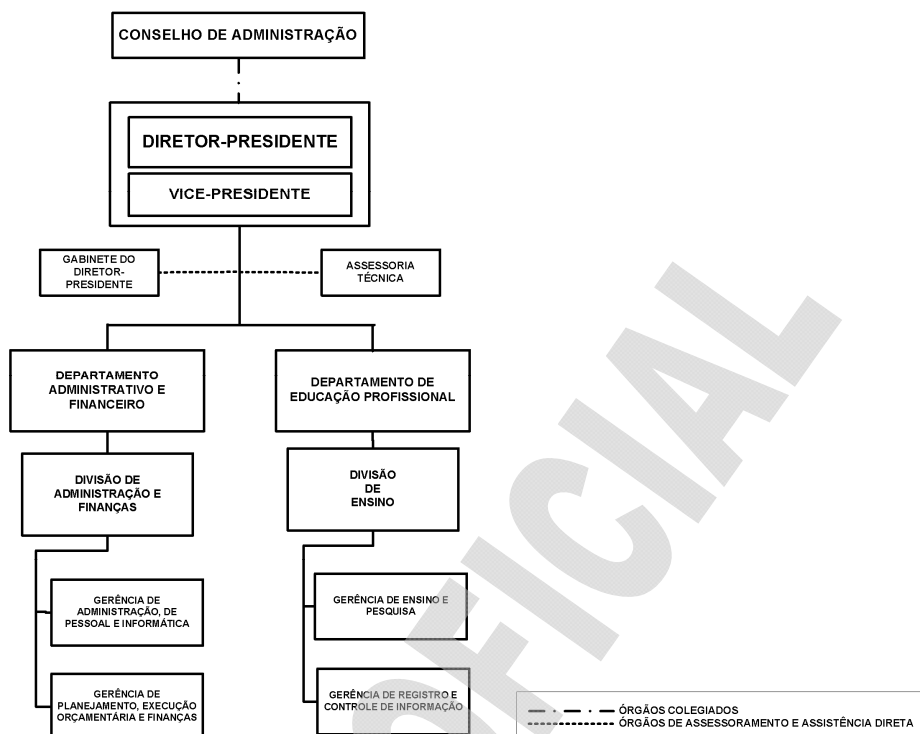 CONSELHO DE ADMINISTRAÇÃO
DIRETOR-PRESIDENTE
VICE-PRESIDENTE
GABINETE DO
DIRETOR-
PRESIDENTE
ASSESSORIA
TÉCNICA
DEPARTAMENTO
ADMINISTRATIVO E
FINANCEIRO
DEPARTAMENTO DE
EDUCAÇÃO PROFISSIONAL
DIVISÃO DE
ADMINISTRAÇÃO E
FINANÇAS
DIVISÃO
DE
ENSINO
GERÊNCIA DE
ADMINISTRAÇÃO, DE
PESSOAL E INFORMÁTICA
GERÊNCIA DE ENSINO E
PESQUISA
GERÊNCIA DE
PLANEJAMENTO, EXECUÇÃO
ORÇAMENTÁRIA E FINANÇAS
GERÊNCIA DE REGISTRO E
CONTROLE DE INFORMAÇÃO
ÓRGÃOS COLEGIADOS
ÓRGÃOS DE ASSESSORAMENTO E ASSISTÊNCIA DIRETA
OFICIAL